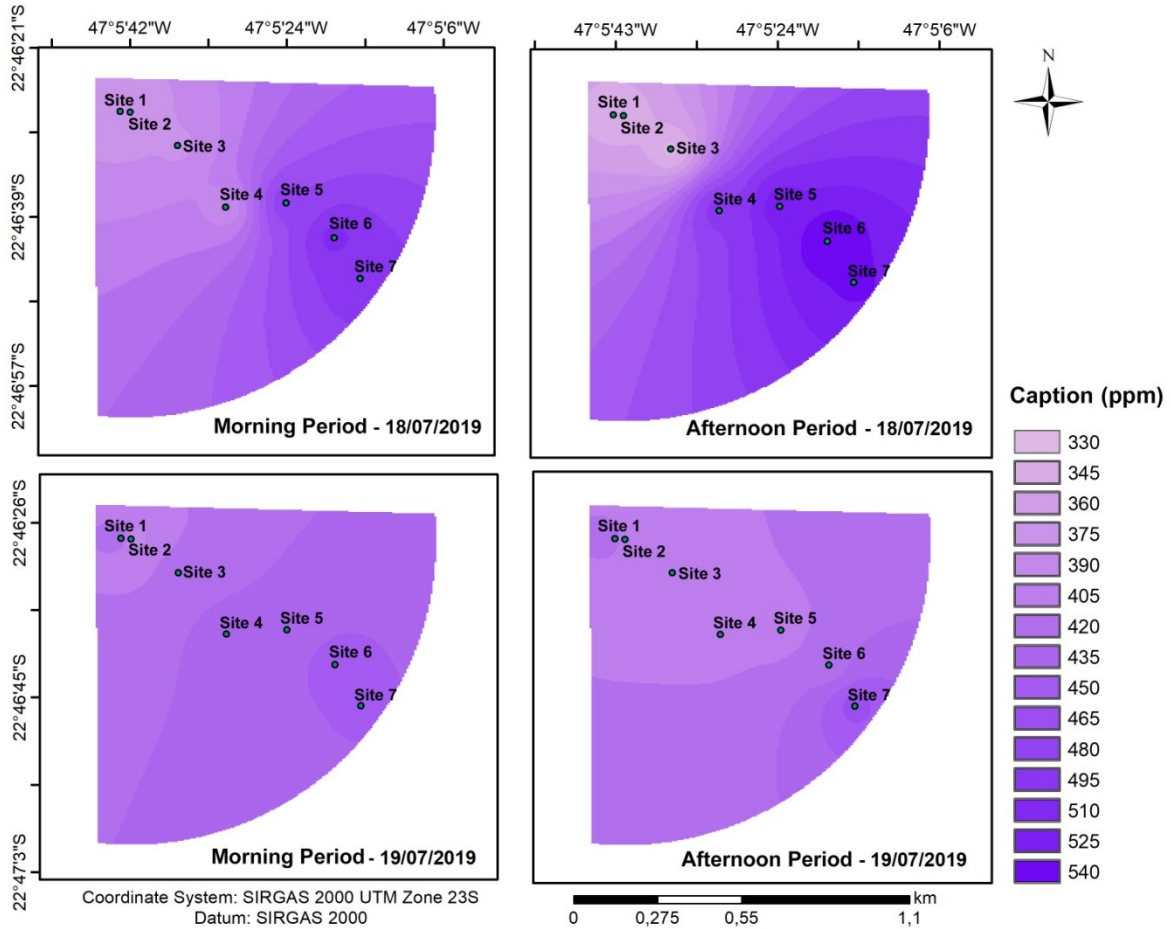 47°5'42"W 47°5'24"W 47°5'6"W
47°5'43"W 47°5'24"W 47°5'6"W
N
22°46'21"S
22°46'39"S
22°46'57"S
Site 1
Site 2
Site 3
Site 4
Site 5
Site 6
Site 7
Morning Period - 18/07/2019
Site 1
Site 2
Site 3
Site 4
Site 5
Site 6
Site 7
Afternoon Period - 18/07/2019
22°46'26"S
22°46'45"S
22°47'3"S
Site 1
Site 2
Site 3
Site 4
Site 5
Site 6
Site 7
Morning Period - 19/07/2019
Site 1
Site 2
Site 3
Site 4
Site 5
Site 6
Site 7
Afternoon Period - 19/07/2019
Caption (ppm)
330
345
360
375
390
405
420
435
450
465
480
495
510
525
540
Coordinate System: SIRGAS 2000 UTM Zone 23S
Datum: SIRGAS 2000
km
0 0,275 0,55 1,1